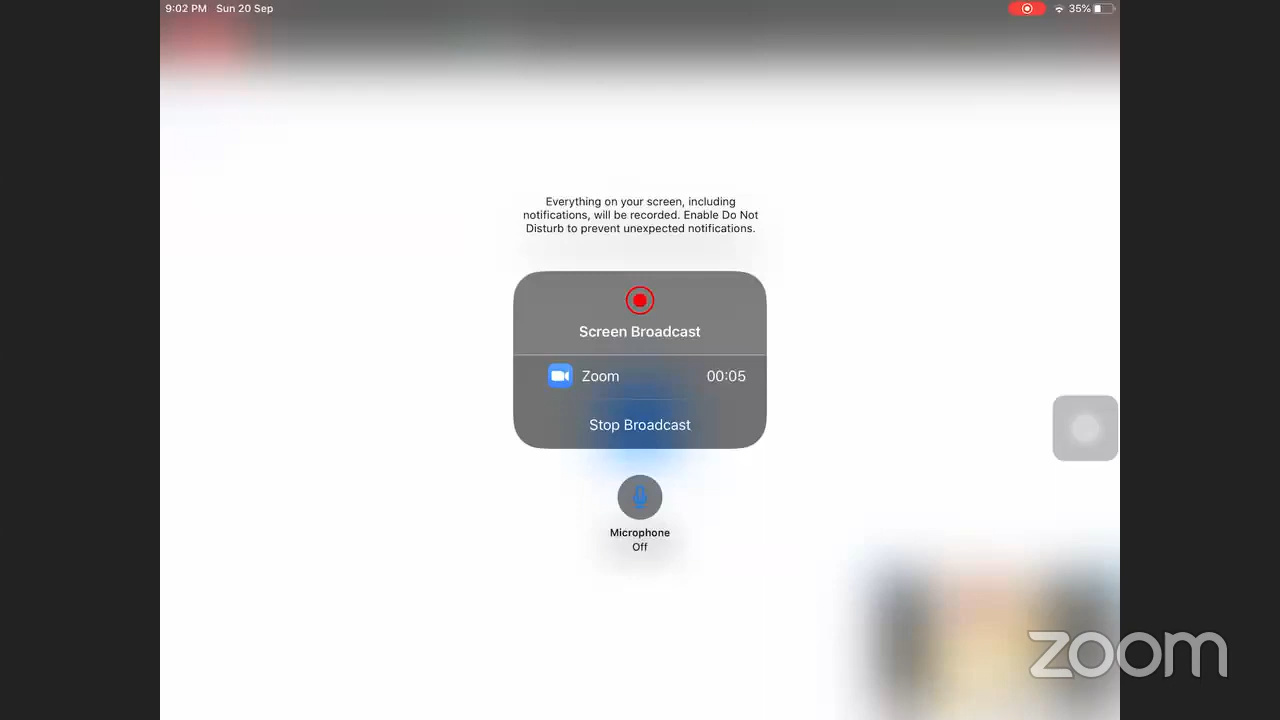 9:02 PM Sun 20 Sep 35%
Everything on your screen, including
notifications, will be recorded. Enable Do Not
Disturb to prevent unexpected notifications.
Screen Broadcast
Zoom 00:05
Stop Broadcast
Microphone
Off
zoom